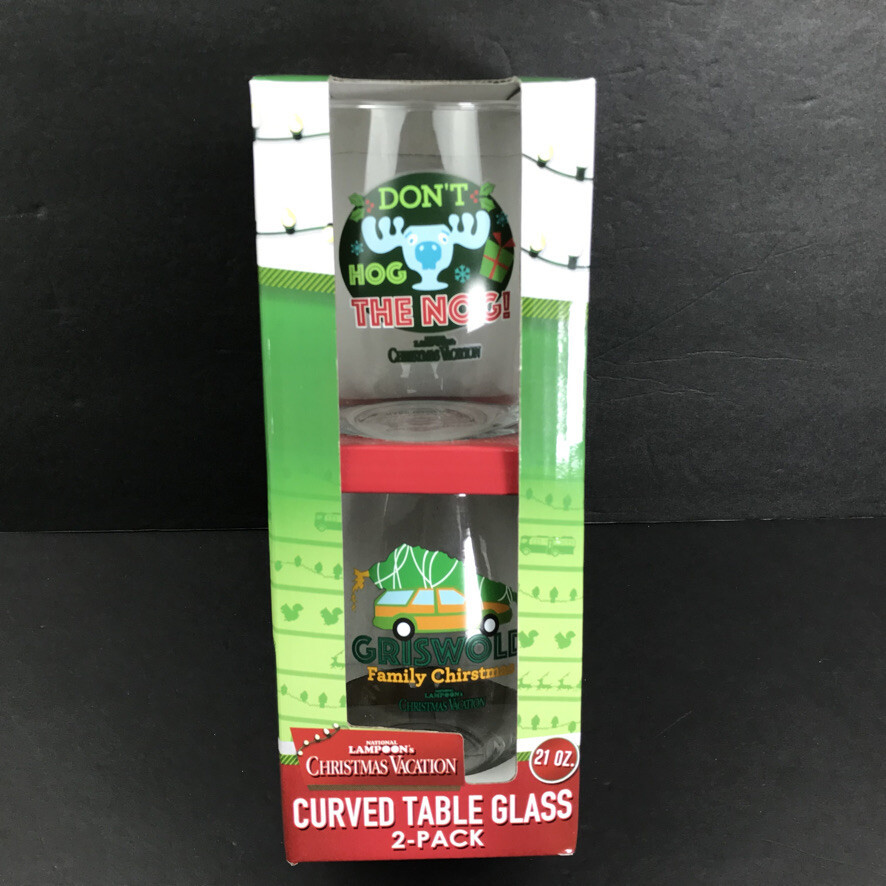 DON'T
HOG
THE NOG!
NATIONAL
LAMPOON'S
CHRISTMAS VACATION
GRISWOLD
Family Chirstmas
NATIONAL
LAMPOON'S
CHRISTMAS VACATION
NATIONAL
LAMPOON'S
CHRISTMAS VACATION
21 OZ.
CURVED TABLE GLASS
2-PACK